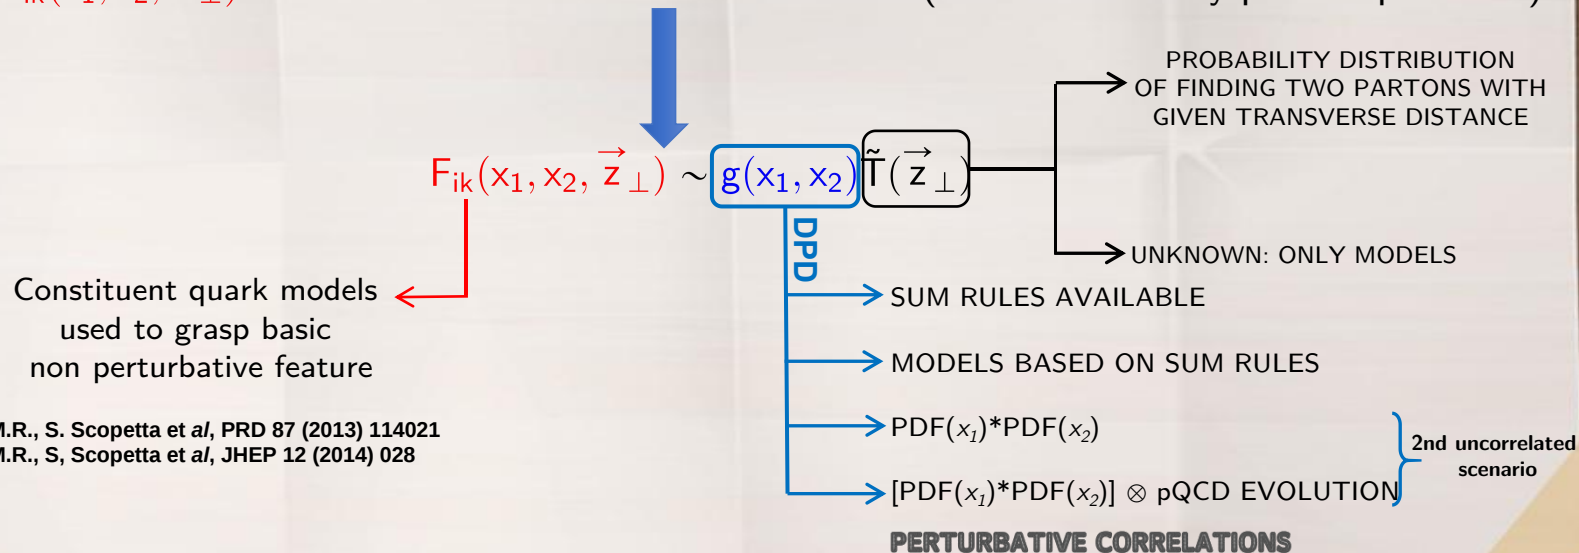 PROBABILITY DISTRIBUTION
OF FINDING TWO PARTONS WITH
GIVEN TRANSVERSE DISTANCE
F_ik(x₁, x₂, z⃗_⊥) ∼ g(x₁, x₂) T̃(z⃗_⊥)
DPD
UNKNOWN: ONLY MODELS
Constituent quark models
used to grasp basic
non perturbative feature
SUM RULES AVAILABLE
MODELS BASED ON SUM RULES
M.R., S. Scopetta et al, PRD 87 (2013) 114021
M.R., S, Scopetta et al, JHEP 12 (2014) 028
PDF(x₁)*PDF(x₂)
[PDF(x₁)*PDF(x₂)] ⊗ pQCD EVOLUTION
2nd uncorrelated
scenario
PERTURBATIVE CORRELATIONS